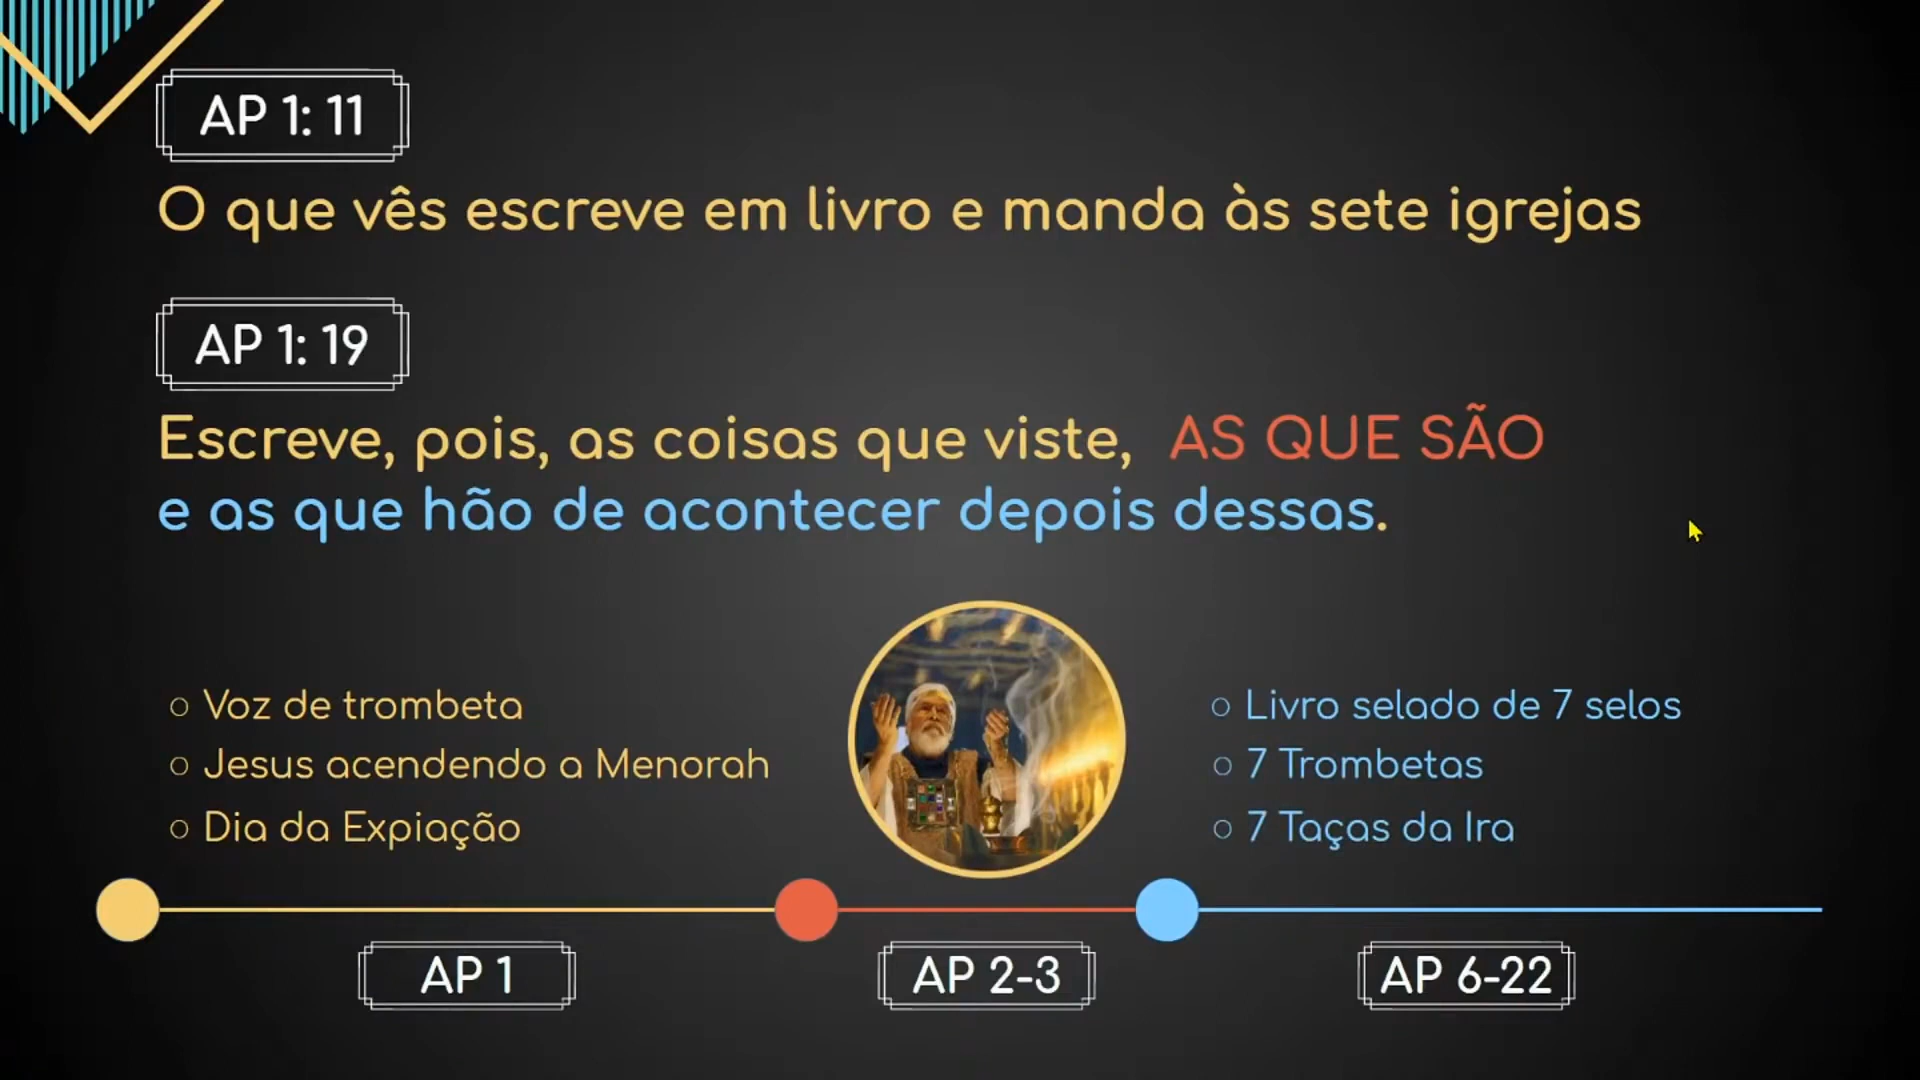 AP 1: 11
O que vês escreve em livro e manda às sete igrejas
AP 1: 19
Escreve, pois, as coisas que viste, AS QUE SÃO
e as que hão de acontecer depois dessas.
○ Voz de trombeta
○ Jesus acendendo a Menorah
○ Dia da Expiação
○ Livro selado de 7 selos
○ 7 Trombetas
○ 7 Taças da Ira
AP 1
AP 2-3
AP 6-22